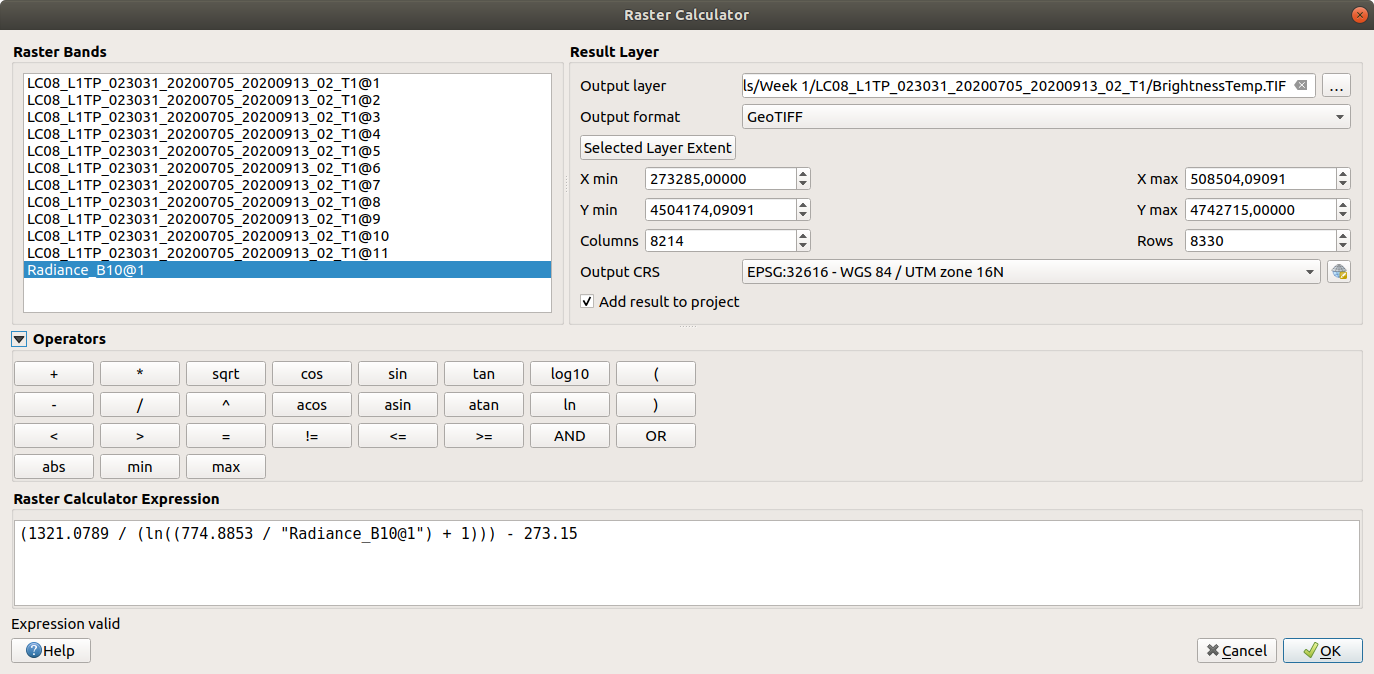 Raster Calculator
Raster Bands
LC08_L1TP_023031_20200705_20200913_02_T1@1
LC08_L1TP_023031_20200705_20200913_02_T1@2
LC08_L1TP_023031_20200705_20200913_02_T1@3
LC08_L1TP_023031_20200705_20200913_02_T1@4
LC08_L1TP_023031_20200705_20200913_02_T1@5
LC08_L1TP_023031_20200705_20200913_02_T1@6
LC08_L1TP_023031_20200705_20200913_02_T1@7
LC08_L1TP_023031_20200705_20200913_02_T1@8
LC08_L1TP_023031_20200705_20200913_02_T1@9
LC08_L1TP_023031_20200705_20200913_02_T1@10
LC08_L1TP_023031_20200705_20200913_02_T1@11
Radiance_B10@1
Result Layer
Output layer ls/Week 1/LC08_L1TP_023031_20200705_20200913_02_T1/BrightnessTemp.TIF ...
Output format GeoTIFF
Selected Layer Extent
X min 273285,00000 X max 508504,09091
Y min 4504174,09091 Y max 4742715,00000
Columns 8214 Rows 8330
Output CRS EPSG:32616 - WGS 84 / UTM zone 16N
Add result to project
Operators
+ * sqrt cos sin tan log10 (
- / ^ acos asin atan ln )
< > = != <= >= AND OR
abs min max
Raster Calculator Expression
(1321.0789 / (ln((774.8853 / "Radiance_B10@1") + 1))) - 273.15
Expression valid
Help Cancel OK